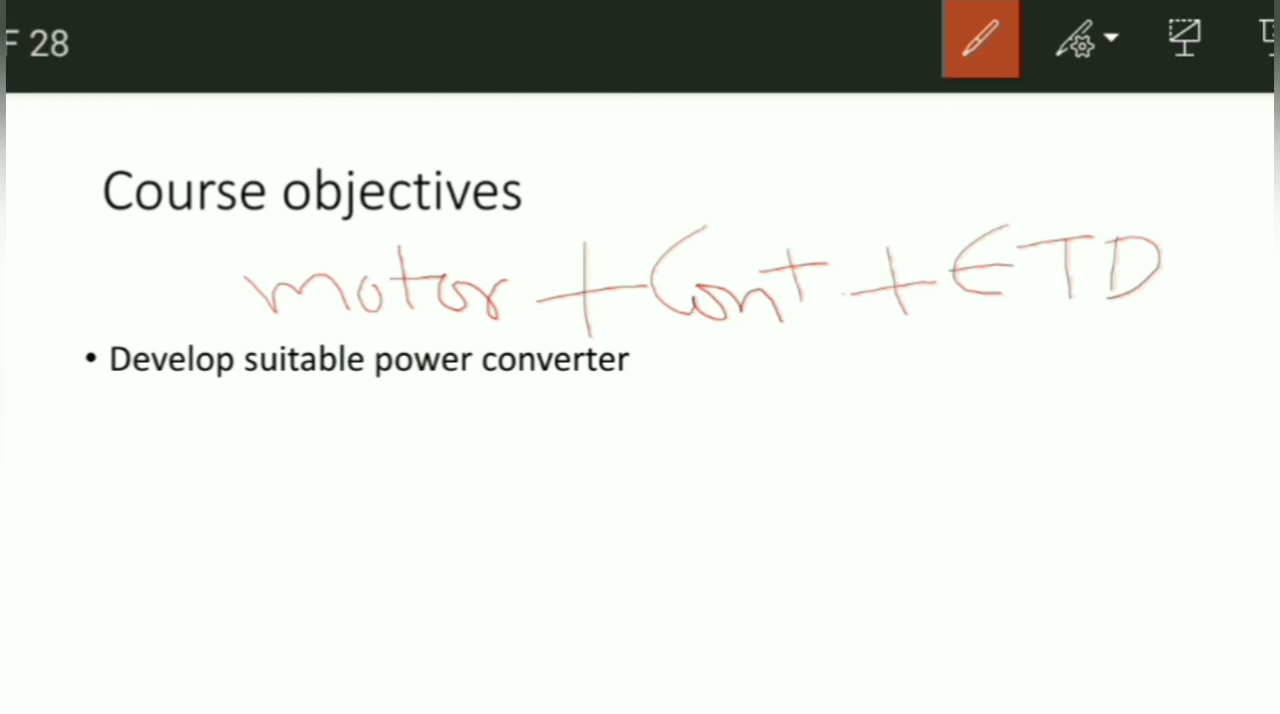 F 28
Course objectives
motor + Cont + ETD
• Develop suitable power converter